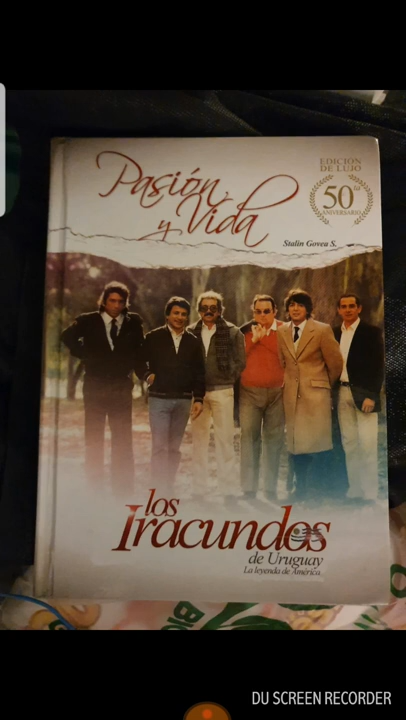 Pasión
y Vida
EDICIÓN
DE LUJO
50
ANIVERSARIO
Stalin Govea S.
los
Iracundos
de Uruguay
La leyenda de América
DU SCREEN RECORDER